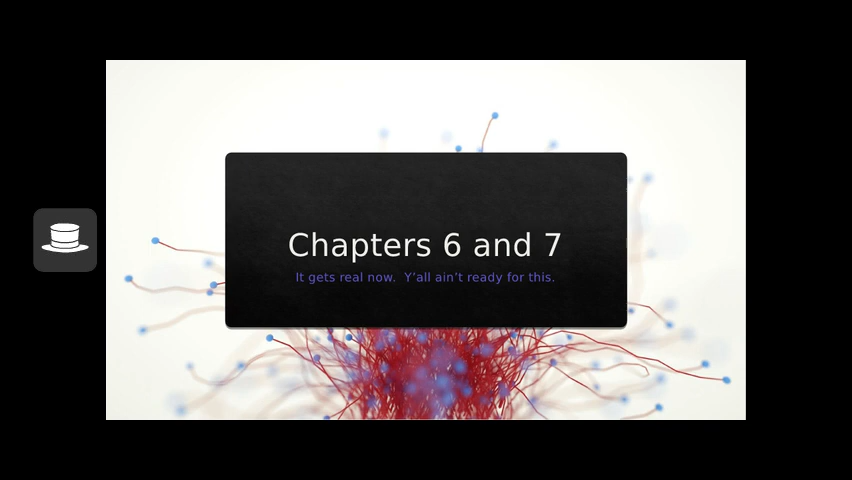 Chapters 6 and 7
It gets real now.  Y’all ain’t ready for this.